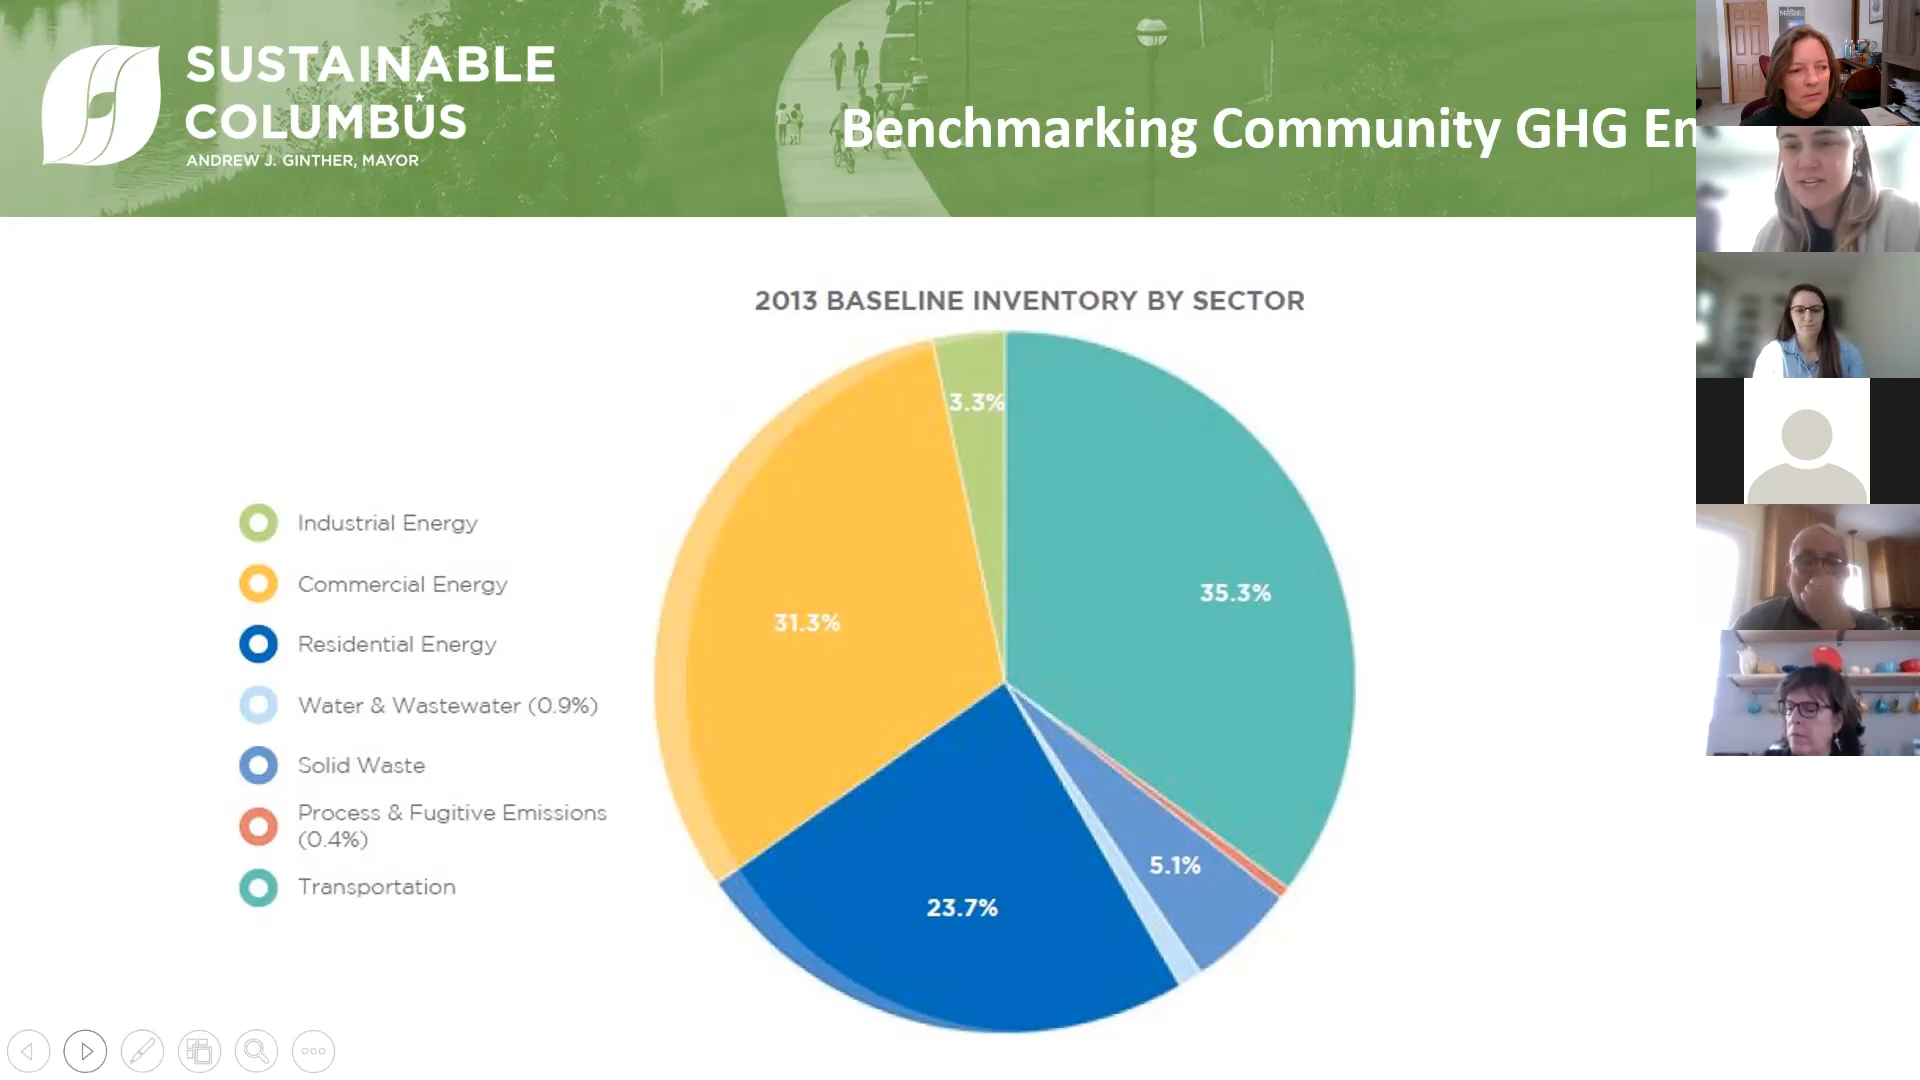 SUSTAINABLE
COLUMBUS
ANDREW J. GINTHER, MAYOR
Benchmarking Community GHG Em
2013 BASELINE INVENTORY BY SECTOR
3.3%
35.3%
31.3%
5.1%
23.7%
Industrial Energy
Commercial Energy
Residential Energy
Water & Wastewater (0.9%)
Solid Waste
Process & Fugitive Emissions
(0.4%)
Transportation